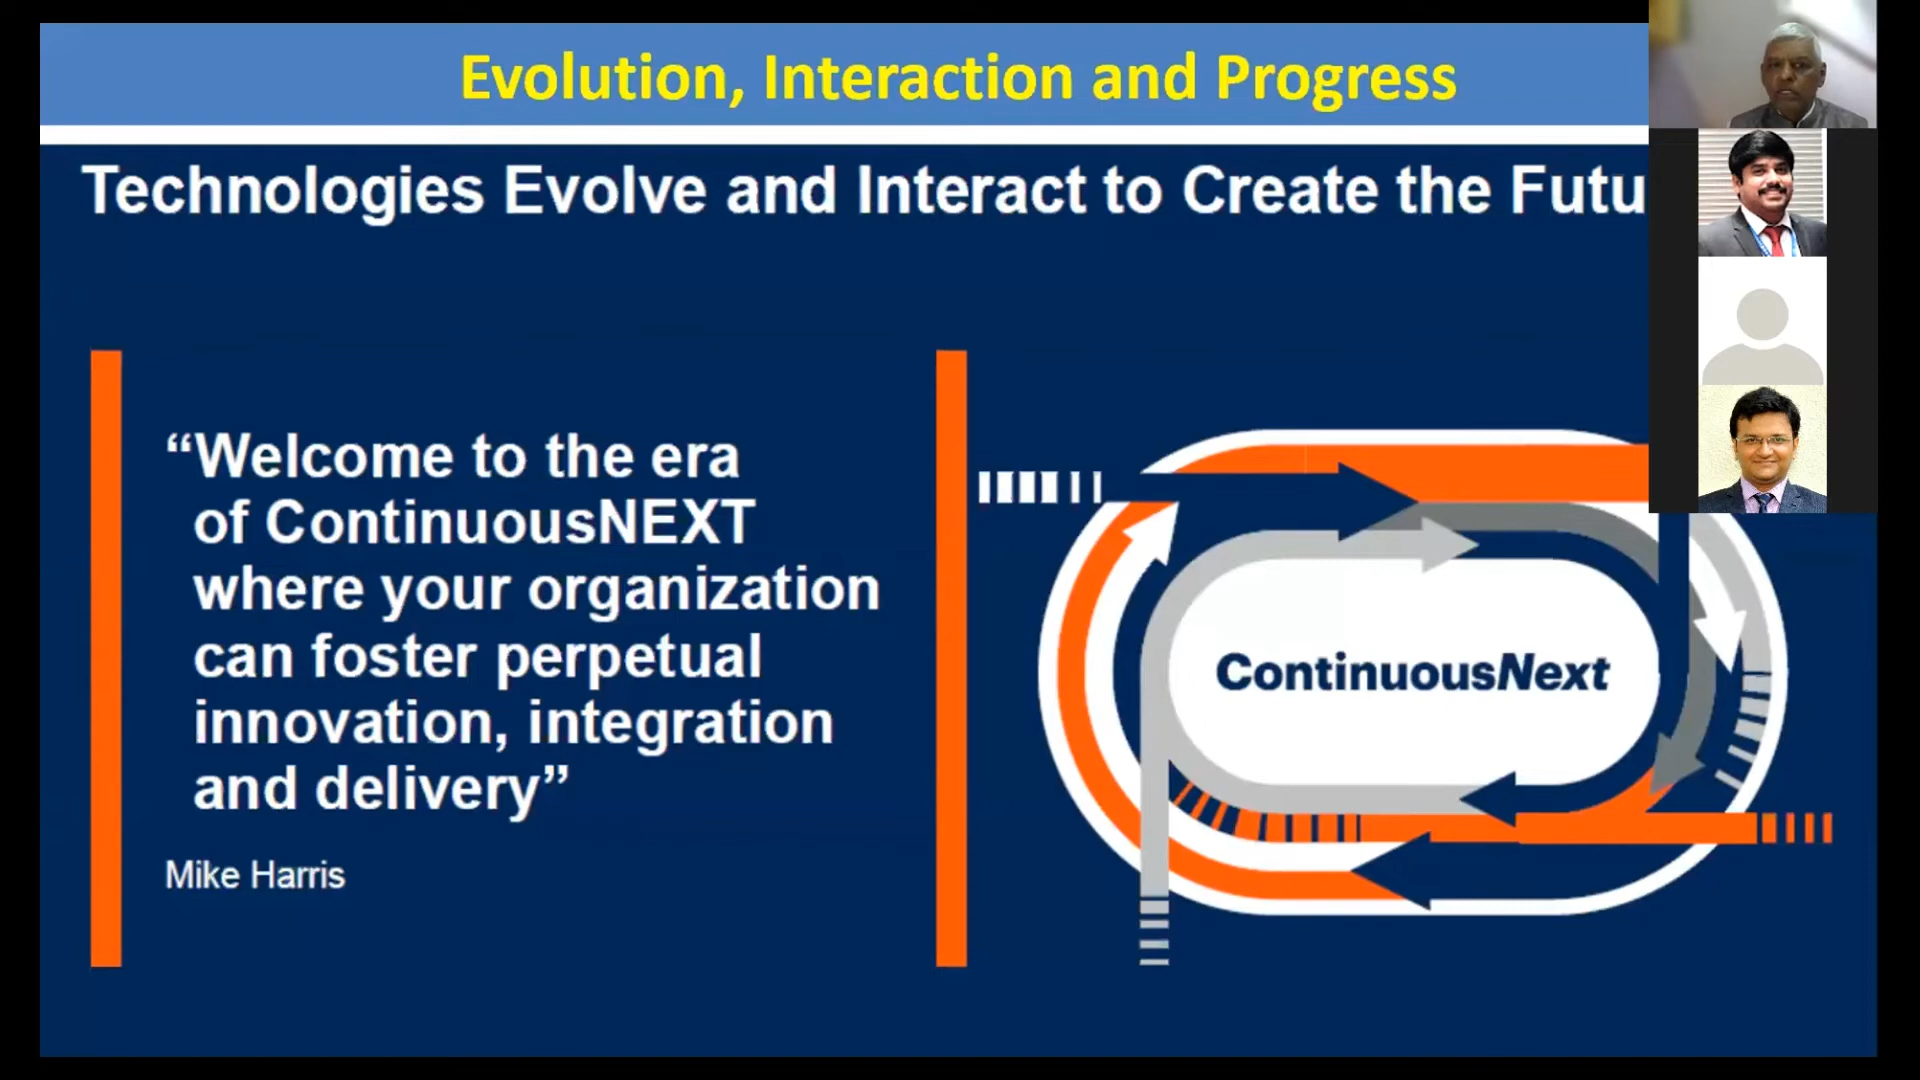 Evolution, Interaction and Progress
Technologies Evolve and Interact to Create the Futu
“Welcome to the era
of ContinuousNEXT
where your organization
can foster perpetual
innovation, integration
and delivery”
Mike Harris
ContinuousNext